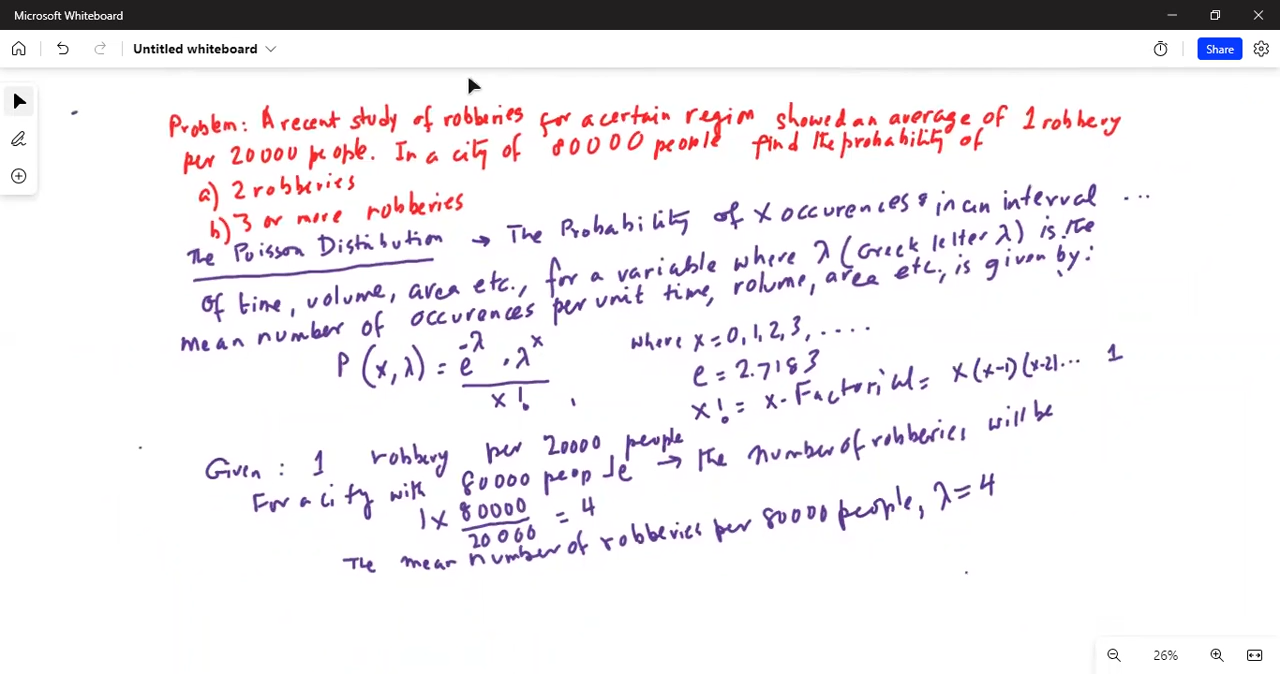 Microsoft Whiteboard
Untitled whiteboard
Share
Problem: A recent study of robberies for a certain region showed an average of 1 robbery
per 20000 people. In a city of 80000 people find the probability of
a) 2 robberies
b) 3 or more robberies
The Poisson Distribution → The Probability of X occurences in an interval ...
of time, volume, area etc., for a variable where λ (Greek letter λ) is the
mean number of occurences per unit time, volume, area etc, is given by:
P(x, λ) = e^-λ · λ^x / x!
where x = 0, 1, 2, 3, ....
e = 2.7183
x! = x-Factorial = x(x-1)(x-2)... 1
Given: 1 robbery per 20000 people
For a city with 80000 people → the number of robberies will be
1 x 80000 / 20000 = 4
The mean number of robberies per 80000 people, λ = 4
26%